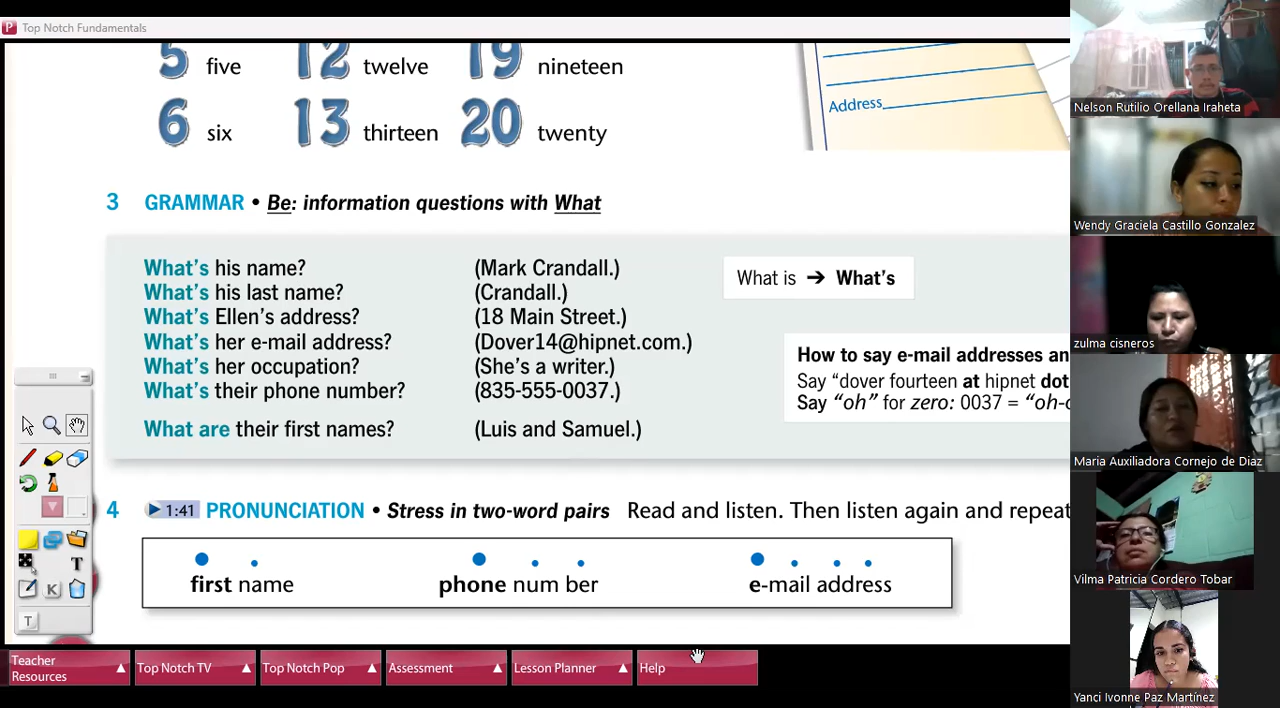 Top Notch Fundamentals
5 five 12 twelve 19 nineteen
6 six 13 thirteen 20 twenty
Address
3 GRAMMAR • Be: information questions with What
What's his name? (Mark Crandall.)
What's his last name? (Crandall.)
What's Ellen's address? (18 Main Street.)
What's her e-mail address? (Dover14@hipnet.com.)
What's her occupation? (She's a writer.)
What's their phone number? (835-555-0037.)
What are their first names? (Luis and Samuel.)
What is → What's
How to say e-mail addresses an
Say “dover fourteen at hipnet dot
Say “oh” for zero: 0037 = “oh-o
4 1:41 PRONUNCIATION • Stress in two-word pairs Read and listen. Then listen again and repeat
first name phone num ber e-mail address
T
K
T
Teacher
Resources
Top Notch TV
Top Notch Pop
Assessment
Lesson Planner
Help
Nelson Rutilio Orellana Iraheta
Wendy Graciela Castillo Gonzalez
zulma cisneros
Maria Auxiliadora Cornejo de Diaz
Vilma Patricia Cordero Tobar
Yanci Ivonne Paz Martínez